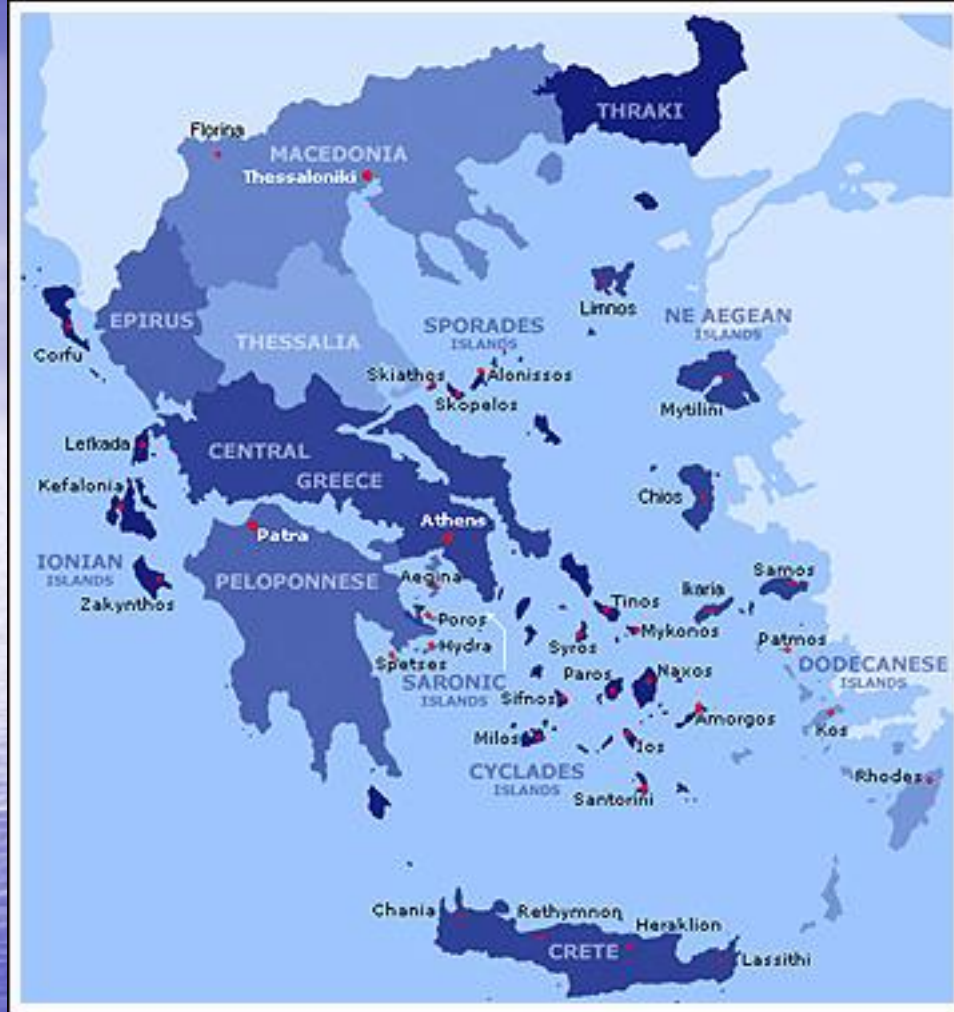 THRAKI
Florina
MACEDONIA
Thessaloniki
Limnos
EPIRUS
NE AEGEAN
ISLANDS
SPORADES
ISLANDS
THESSALIA
Corfu
Skiathos
Alonissos
Skopelos
Mytilini
Lefkada
CENTRAL
GREECE
Kefalonia
Chios
Athens
Patra
IONIAN
ISLANDS
PELOPONNESE
Aegina
Samos
Zakynthos
Ikaria
Tinos
Poros
Mykonos
Hydra
Syros
Patmos
Spetses
SARONIC
ISLANDS
Paros
Naxos
DODECANESE
ISLANDS
Sifnos
Amorgos
Kos
Milos
Ios
CYCLADES
ISLANDS
Rhodes
Santorini
Chania
Rethymnon
Heraklion
CRETE
Lassithi